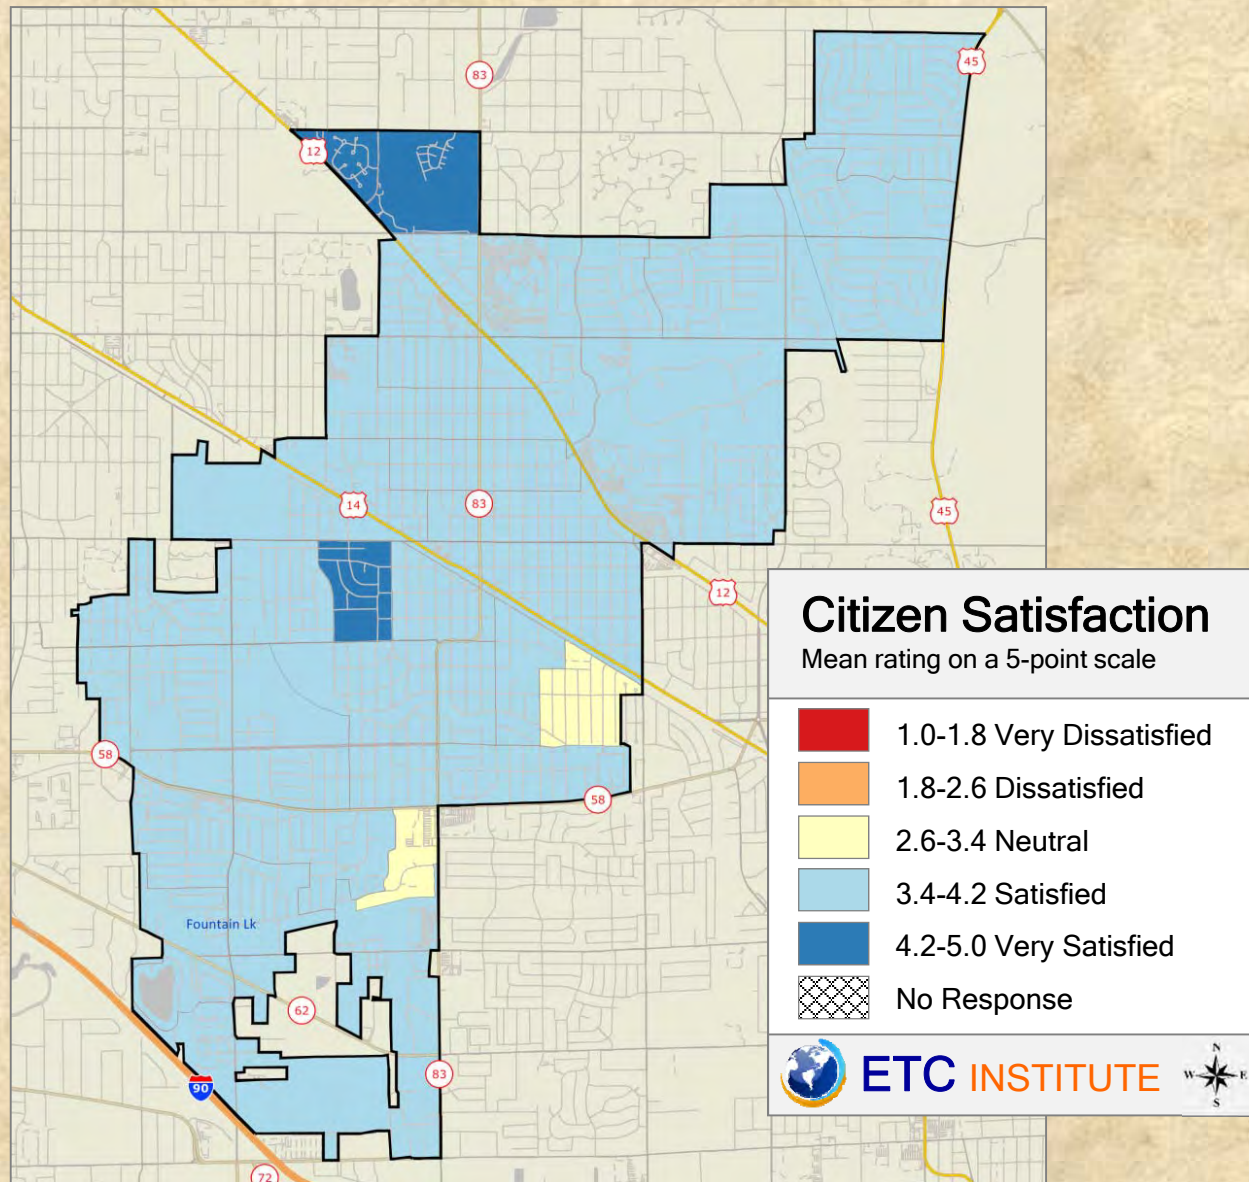 83
45
12
14
83
45
12
58
58
Fountain Lk
62
83
90
72
Citizen Satisfaction
Mean rating on a 5-point scale
1.0-1.8 Very Dissatisfied
1.8-2.6 Dissatisfied
2.6-3.4 Neutral
3.4-4.2 Satisfied
4.2-5.0 Very Satisfied
No Response
ETC INSTITUTE
N
W E
S